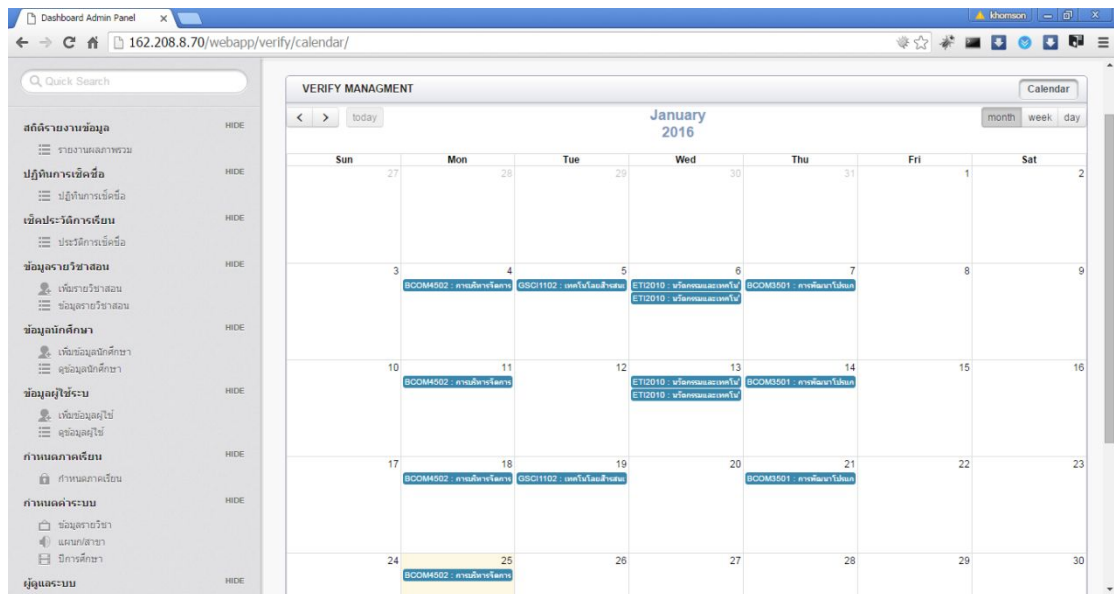 Dashboard Admin Panel
khomson
162.208.8.70/webapp/verify/calendar/
Quick Search
สถิติรายงานข้อมูล HIDE
รายงานผลภาพรวม
ปฏิทินการเช็คชื่อ HIDE
ปฏิทินการเช็คชื่อ
เช็คประวัติการเรียน HIDE
ประวัติการเช็คชื่อ
ข้อมูลรายวิชาสอน HIDE
เพิ่มรายวิชาสอน
ข้อมูลรายวิชาสอน
ข้อมูลนักศึกษา HIDE
เพิ่มข้อมูลนักศึกษา
ดูข้อมูลนักศึกษา
ข้อมูลผู้ใช้ระบ HIDE
เพิ่มข้อมูลผู้ใช้
ดูข้อมูลผู้ใช้
กำหนดภาคเรียน HIDE
กำหนดภาคเรียน
กำหนดค่าระบบ HIDE
ข้อมูลรายวิชา
แผนก/สาขา
ปีการศึกษา
ผู้ดูแลระบบ HIDE
VERIFY MANAGMENT Calendar
today January 2016 month week day
Sun Mon Tue Wed Thu Fri Sat
27 28 29 30 31 1 2
3 4 5 6 7 8 9
BCOM4502 : การบริหารจัดการ GSCI1102 : เทคโนโลยีสารสนเ ETI2010 : นวัตกรรมและเทคโน BCOM3501 : การพัฒนาโปรแก
ETI2010 : นวัตกรรมและเทคโน
10 11 12 13 14 15 16
BCOM4502 : การบริหารจัดการ ETI2010 : นวัตกรรมและเทคโน BCOM3501 : การพัฒนาโปรแก
ETI2010 : นวัตกรรมและเทคโน
17 18 19 20 21 22 23
BCOM4502 : การบริหารจัดการ GSCI1102 : เทคโนโลยีสารสนเ BCOM3501 : การพัฒนาโปรแก
24 25 26 27 28 29 30
BCOM4502 : การบริหารจัดการ